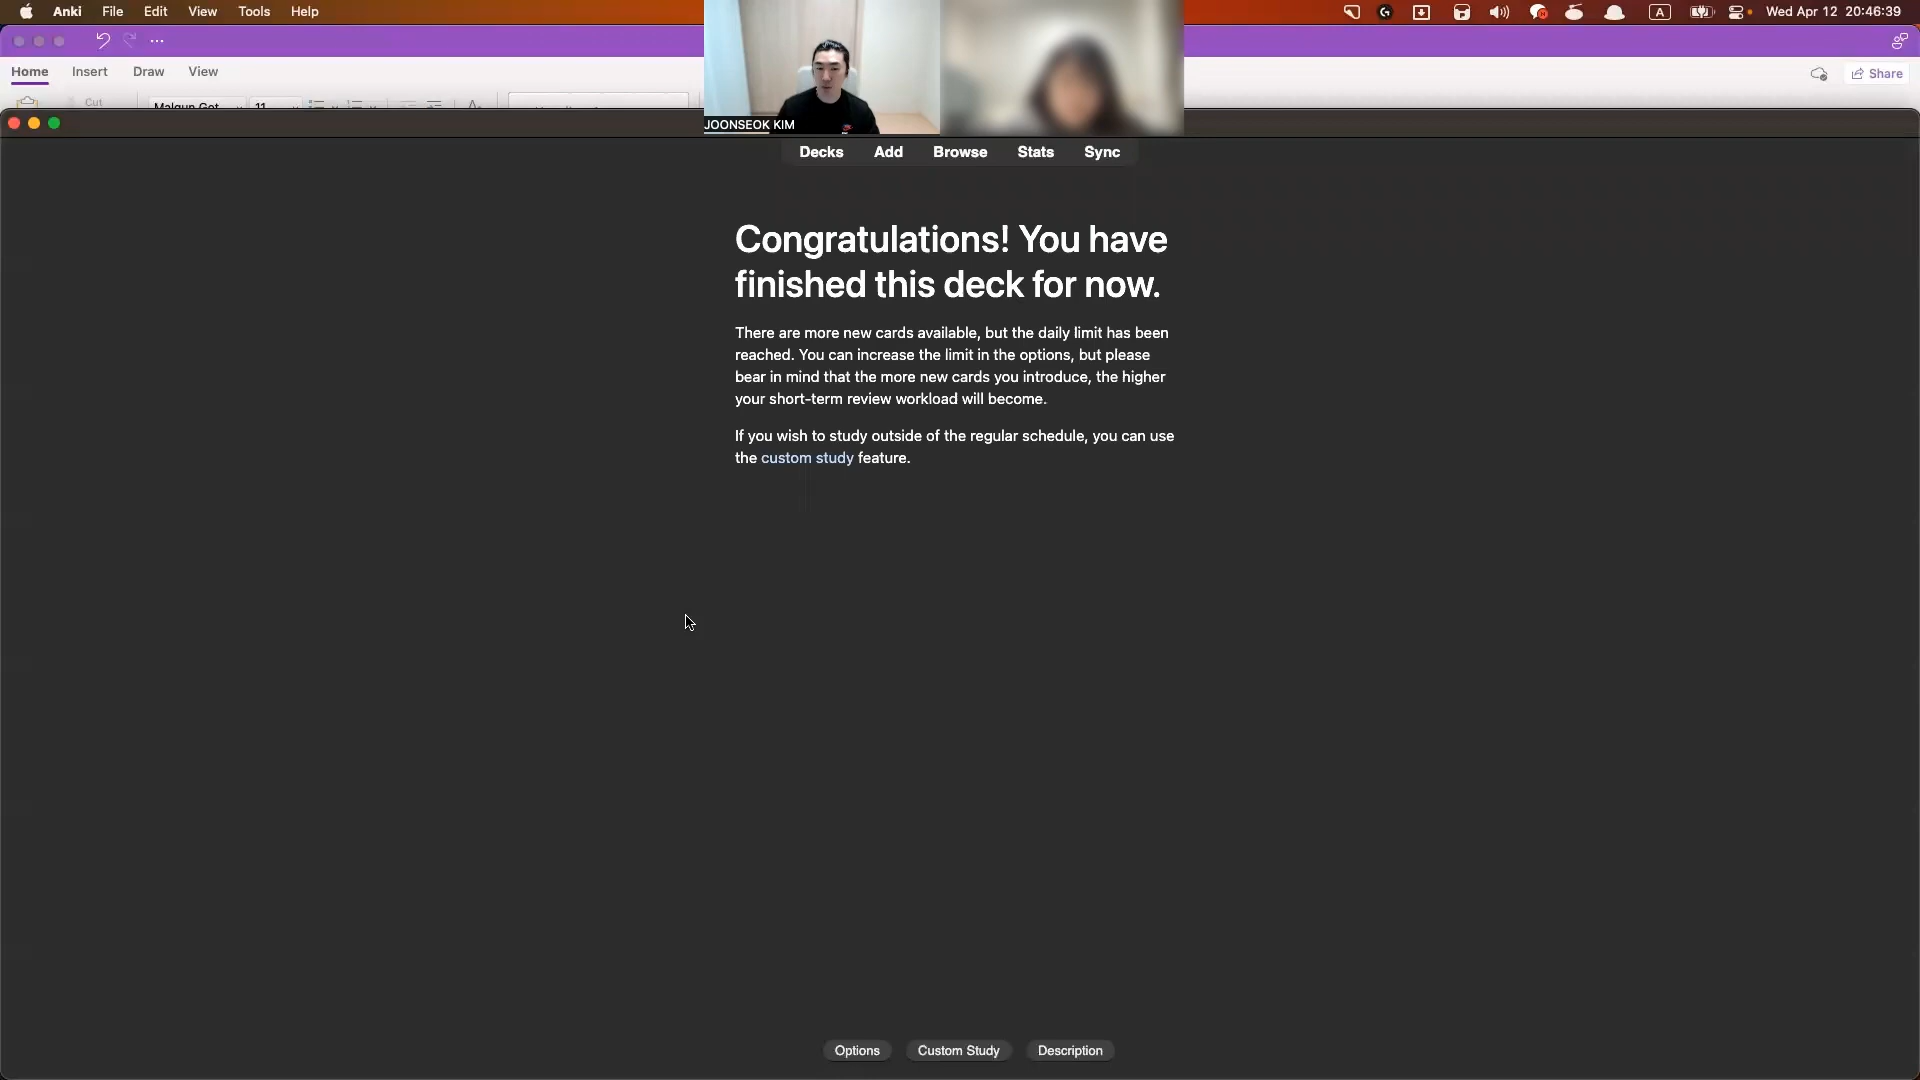 Anki File Edit View Tools Help A Wed Apr 12 20:46:39
Home Insert Draw View Share
Cut Malgun Got 11
JOONSEOK KIM
Decks Add Browse Stats Sync
Congratulations! You have
finished this deck for now.
There are more new cards available, but the daily limit has been
reached. You can increase the limit in the options, but please
bear in mind that the more new cards you introduce, the higher
your short-term review workload will become.
If you wish to study outside of the regular schedule, you can use
the custom study feature.
Options Custom Study Description